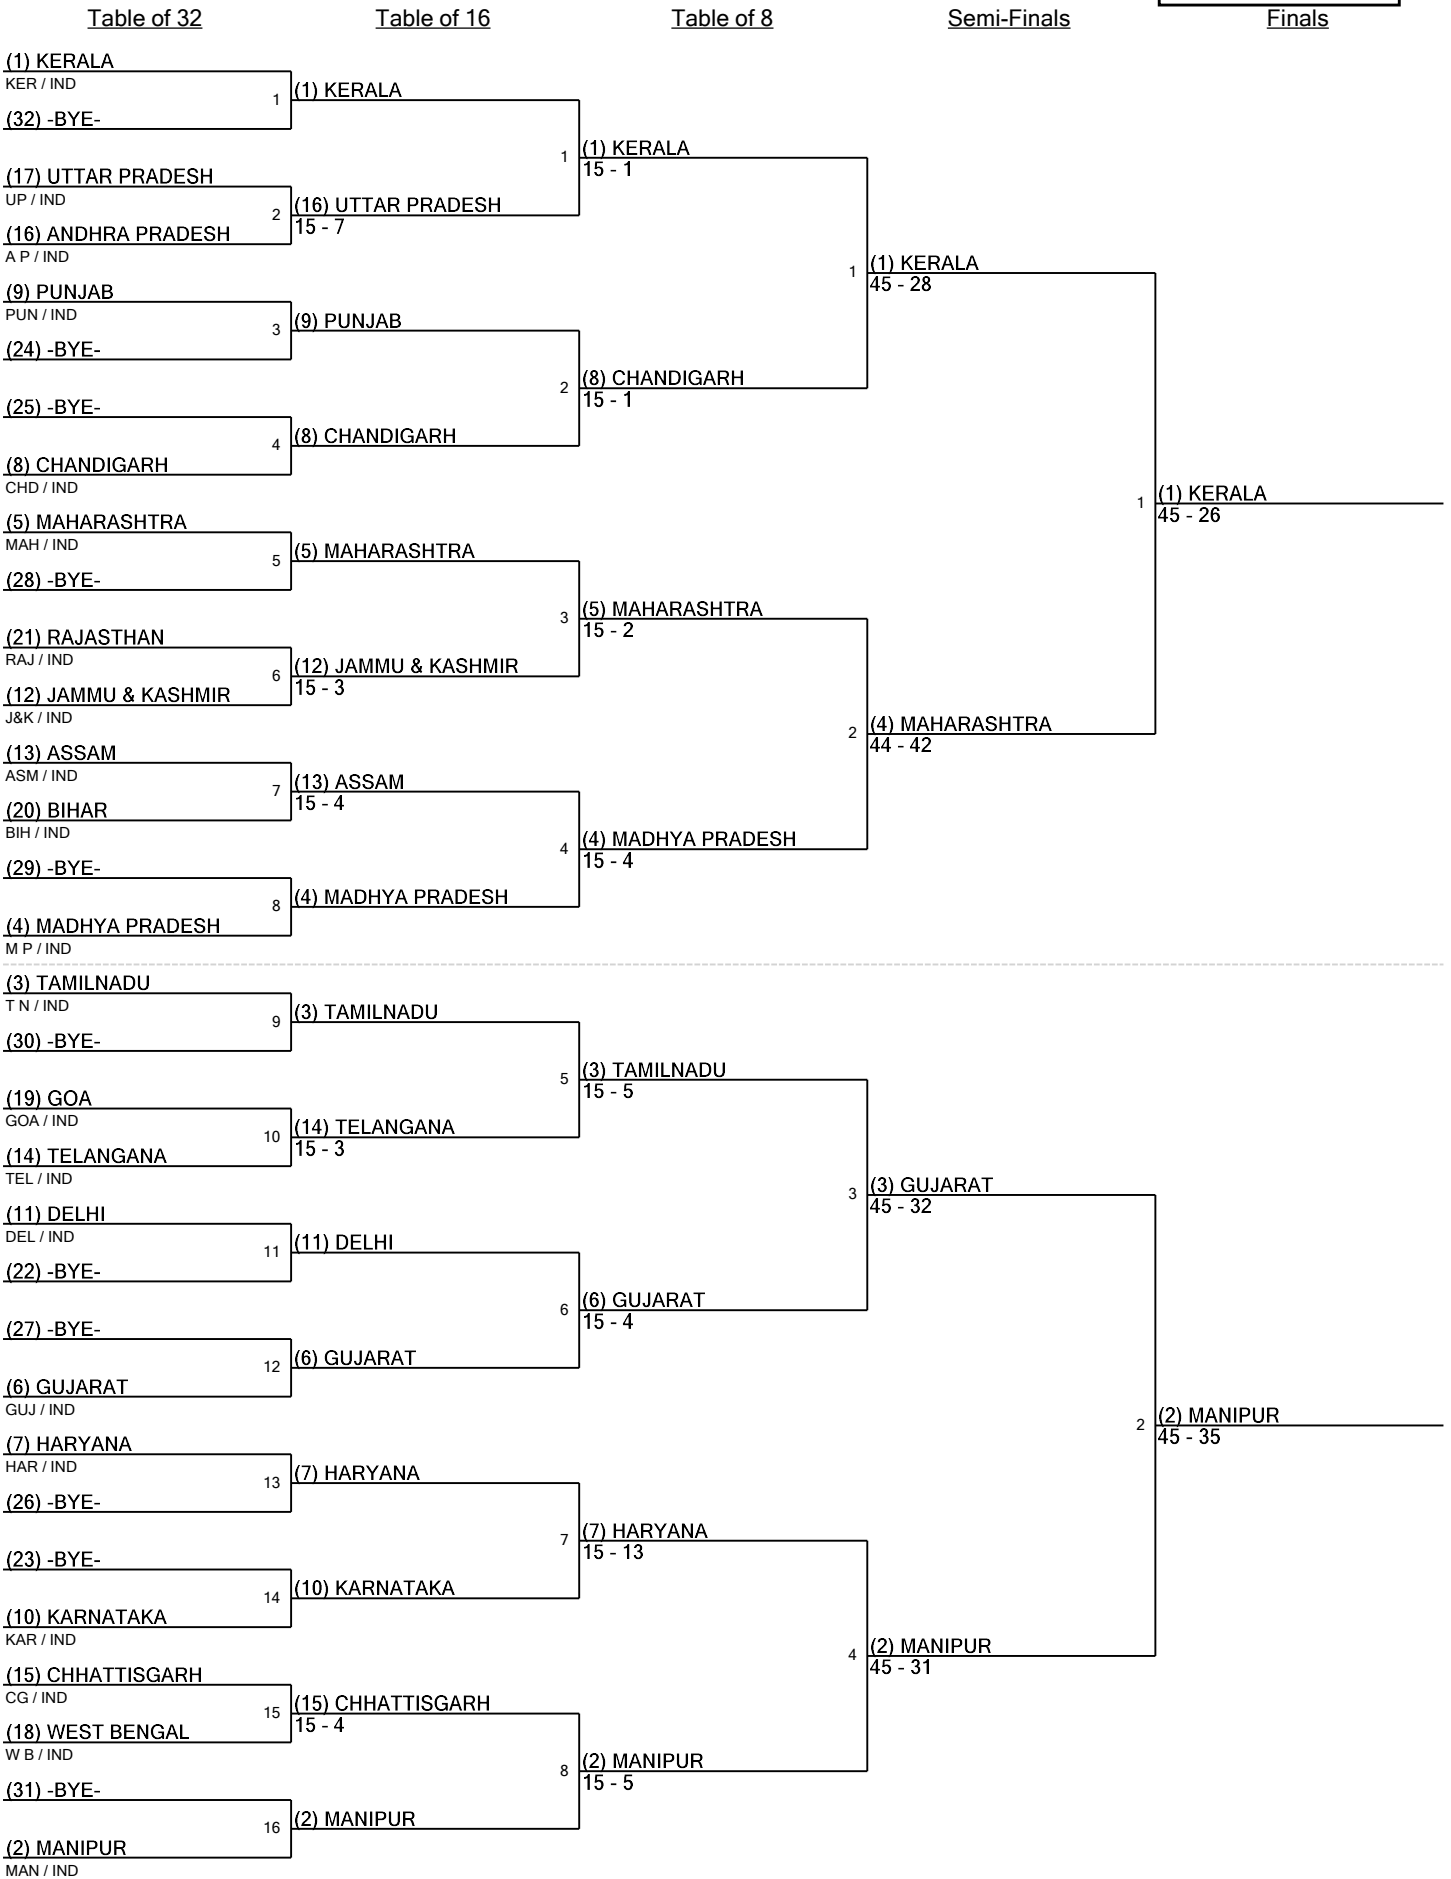 Table of 32
Table of 16
Table of 8
Semi-Finals
Finals
(1) KERALA
KER / IND
(32) -BYE-
(17) UTTAR PRADESH
UP / IND
(16) ANDHRA PRADESH
A P / IND
(9) PUNJAB
PUN / IND
(24) -BYE-
(25) -BYE-
(8) CHANDIGARH
CHD / IND
(5) MAHARASHTRA
MAH / IND
(28) -BYE-
(21) RAJASTHAN
RAJ / IND
(12) JAMMU & KASHMIR
J&K / IND
(13) ASSAM
ASM / IND
(20) BIHAR
BIH / IND
(29) -BYE-
(4) MADHYA PRADESH
M P / IND
(3) TAMILNADU
T N / IND
(30) -BYE-
(19) GOA
GOA / IND
(14) TELANGANA
TEL / IND
(11) DELHI
DEL / IND
(22) -BYE-
(27) -BYE-
(6) GUJARAT
GUJ / IND
(7) HARYANA
HAR / IND
(26) -BYE-
(23) -BYE-
(10) KARNATAKA
KAR / IND
(15) CHHATTISGARH
CG / IND
(18) WEST BENGAL
W B / IND
(31) -BYE-
(2) MANIPUR
MAN / IND
1
(1) KERALA
2
(16) UTTAR PRADESH
15 - 7
3
(9) PUNJAB
4
(8) CHANDIGARH
5
(5) MAHARASHTRA
6
(12) JAMMU & KASHMIR
15 - 3
7
(13) ASSAM
15 - 4
8
(4) MADHYA PRADESH
9
(3) TAMILNADU
10
(14) TELANGANA
15 - 3
11
(11) DELHI
12
(6) GUJARAT
13
(7) HARYANA
14
(10) KARNATAKA
15
(15) CHHATTISGARH
15 - 4
16
(2) MANIPUR
1
(1) KERALA
15 - 1
2
(8) CHANDIGARH
15 - 1
3
(5) MAHARASHTRA
15 - 2
4
(4) MADHYA PRADESH
15 - 4
5
(3) TAMILNADU
15 - 5
6
(6) GUJARAT
15 - 4
7
(7) HARYANA
15 - 13
8
(2) MANIPUR
15 - 5
1
(1) KERALA
45 - 28
2
(4) MAHARASHTRA
44 - 42
3
(3) GUJARAT
45 - 32
4
(2) MANIPUR
45 - 31
1
(1) KERALA
45 - 26
2
(2) MANIPUR
45 - 35